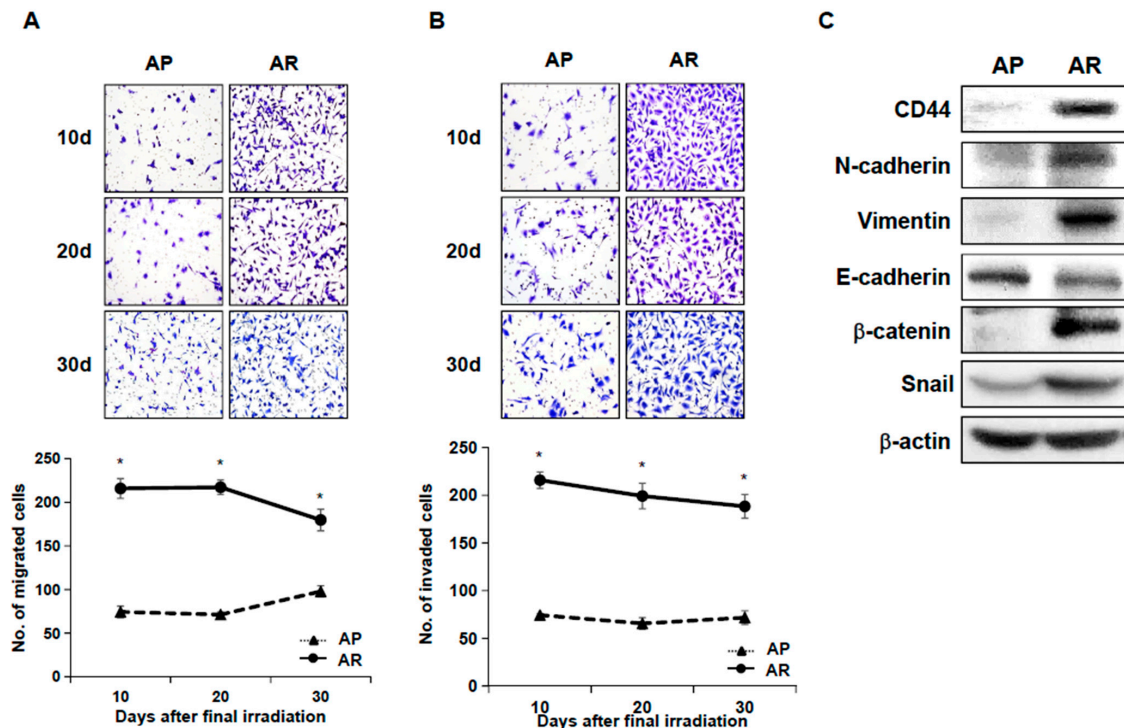 A
AP AR
10d
20d
30d
No. of migrated cells
250
200
150
100
50
0
* * *
AP
AR
10 20 30
Days after final irradiation
B
AP AR
10d
20d
30d
No. of invaded cells
250
200
150
100
50
0
* * *
AP
AR
10 20 30
Days after final irradiation
C
AP AR
CD44
N-cadherin
Vimentin
E-cadherin
β-catenin
Snail
β-actin